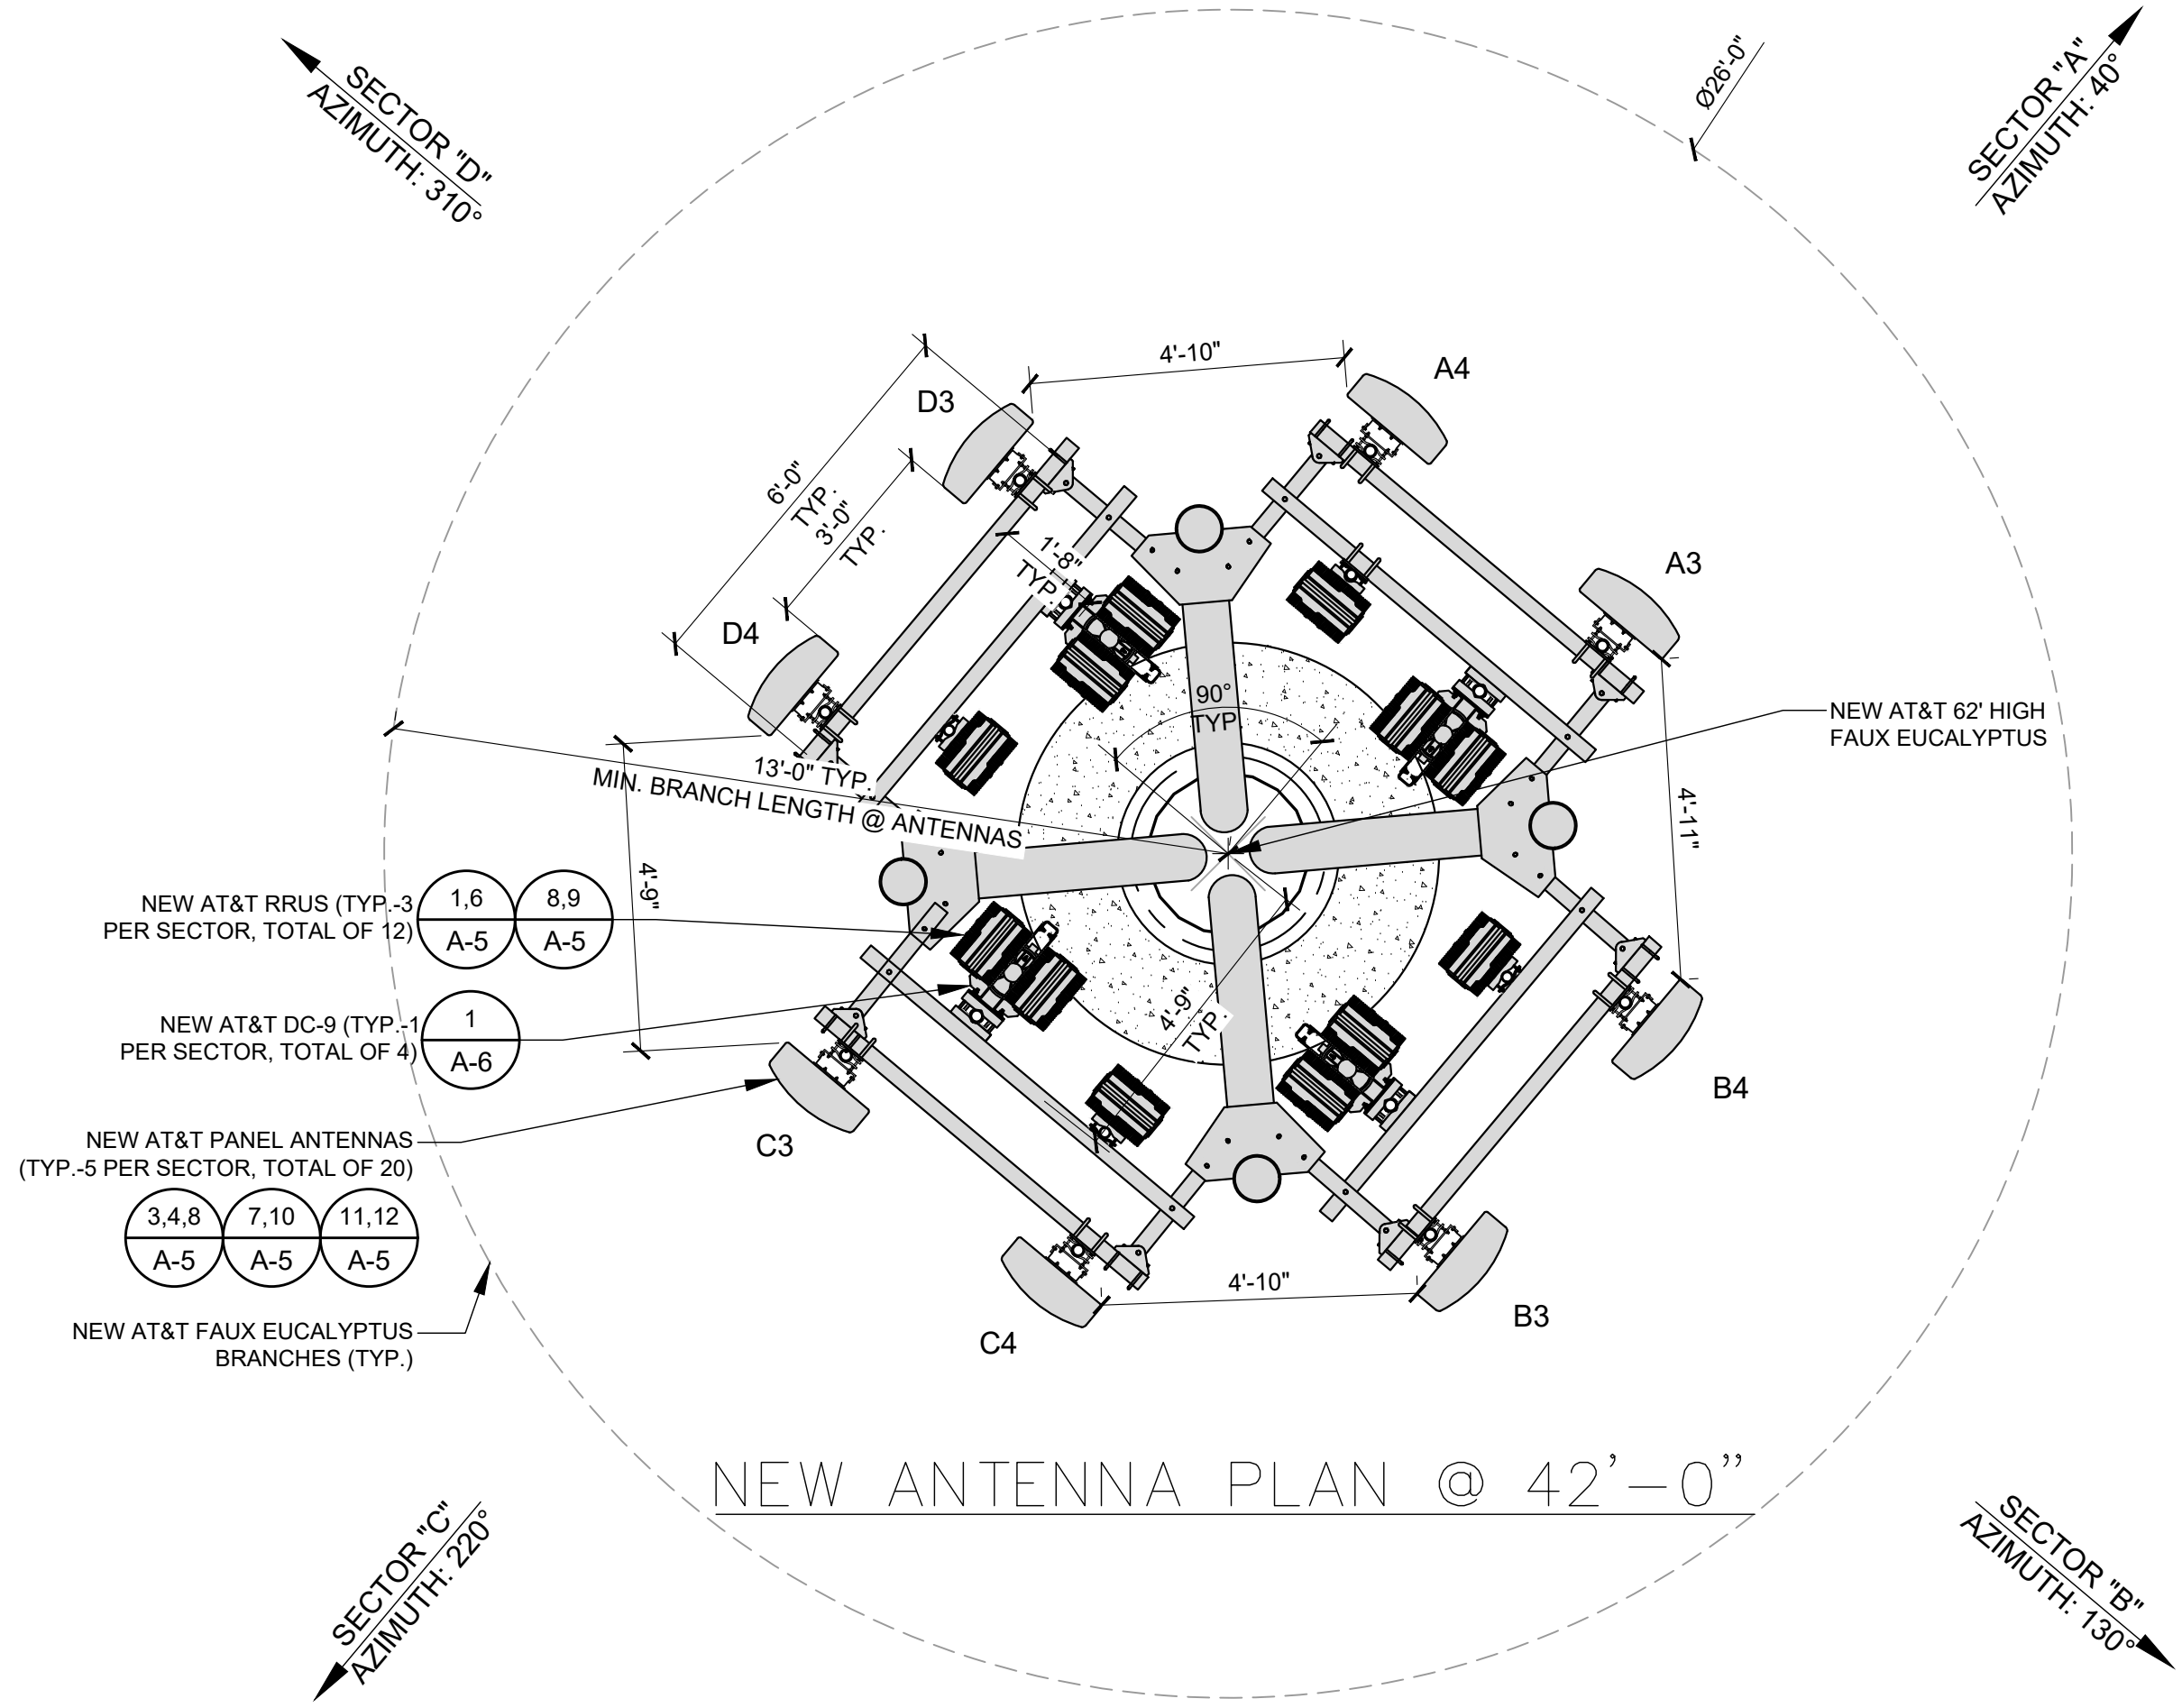 SECTOR "D"
AZIMUTH: 310°
Ø26'-0"
SECTOR "A"
AZIMUTH: 40°
4'-10"
A4
D3
A3
6'-0"
TYP.
3'-0"
TYP.
1'-8"
TYP.
D4
90°
TYP
NEW AT&T 62' HIGH
FAUX EUCALYPTUS
13'-0" TYP.
MIN. BRANCH LENGTH @ ANTENNAS
4'-11"
4'-9"
NEW AT&T RRUS (TYP.-3
PER SECTOR, TOTAL OF 12)
1,6
A-5
8,9
A-5
4'-9"
TYP.
NEW AT&T DC-9 (TYP.-1
PER SECTOR, TOTAL OF 4)
1
A-6
B4
C3
NEW AT&T PANEL ANTENNAS
(TYP.-5 PER SECTOR, TOTAL OF 20)
3,4,8
A-5
7,10
A-5
11,12
A-5
4'-10"
B3
C4
NEW AT&T FAUX EUCALYPTUS
BRANCHES (TYP.)
NEW ANTENNA PLAN @ 42'-0"
SECTOR "C"
AZIMUTH: 220°
SECTOR "B"
AZIMUTH: 130°